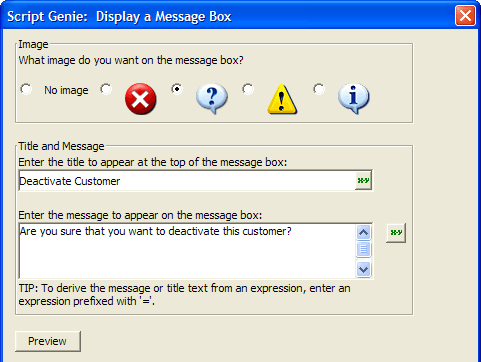 Script Genie:  Display a Message Box
Image
What image do you want on the message box?
No image
Title and Message
Enter the title to appear at the top of the message box:
Deactivate Customer
x=y
Enter the message to appear on the message box:
x=y
Are you sure that you want to deactivate this customer?
TIP: To derive the message or title text from an expression, enter an
expression prefixed with '='.
Preview